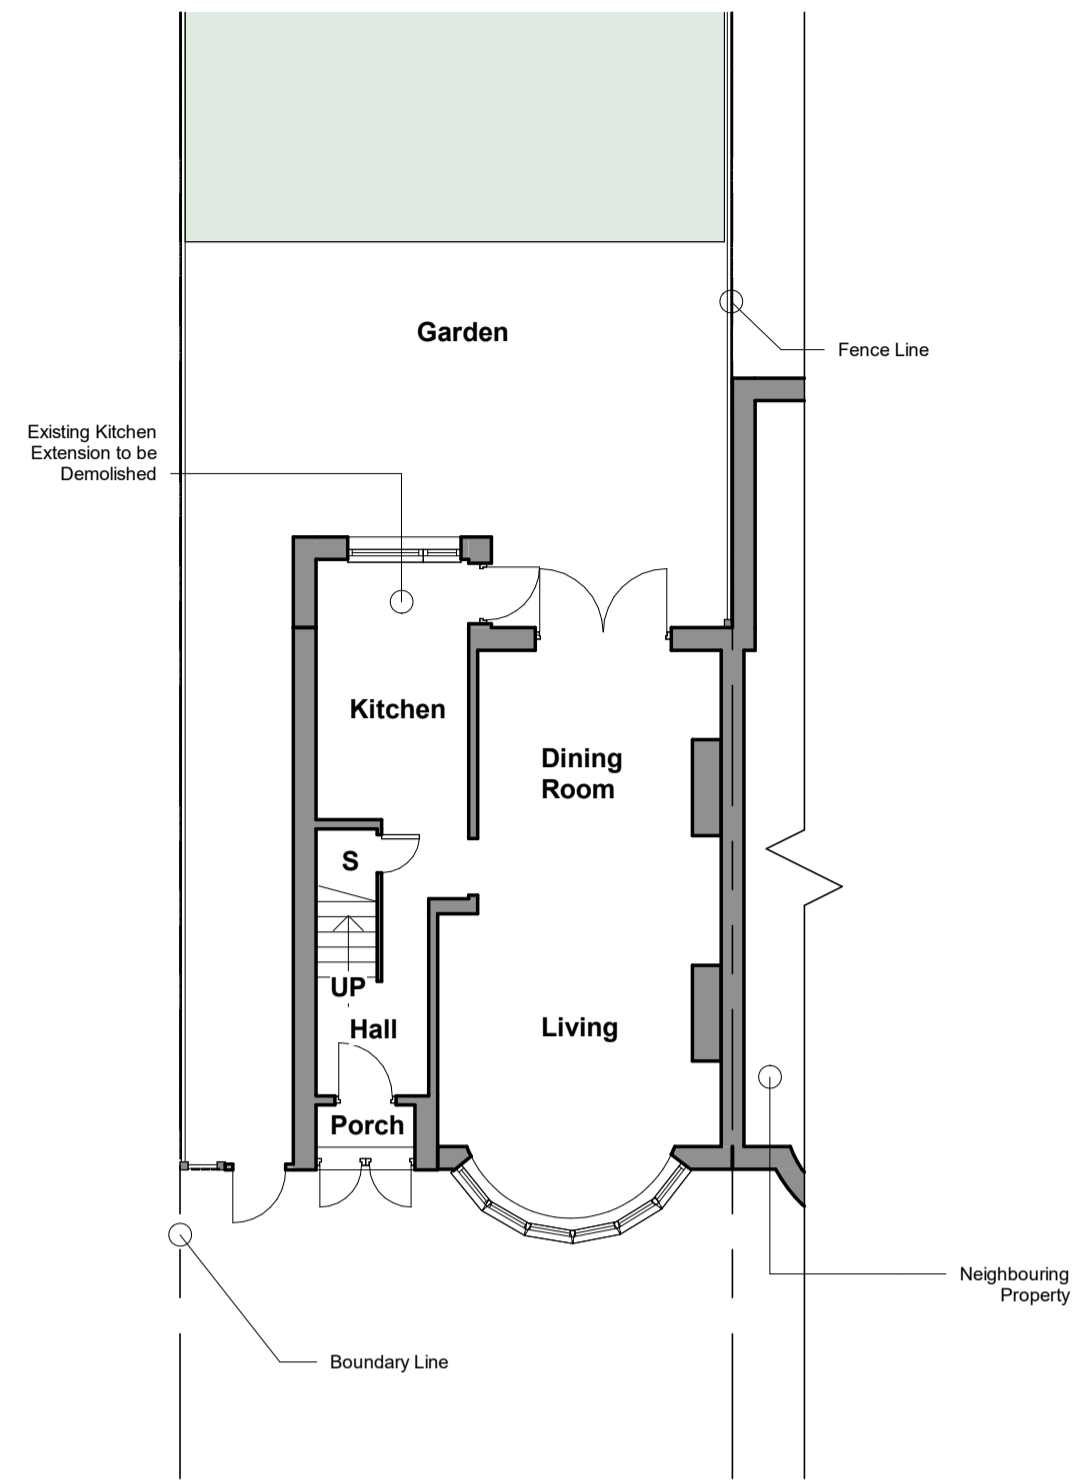 Garden
Fence Line
Existing Kitchen
Extension to be
Demolished
Kitchen
Dining
Room
S
UP
Hall
Living
Porch
Neighbouring
Property
Boundary Line